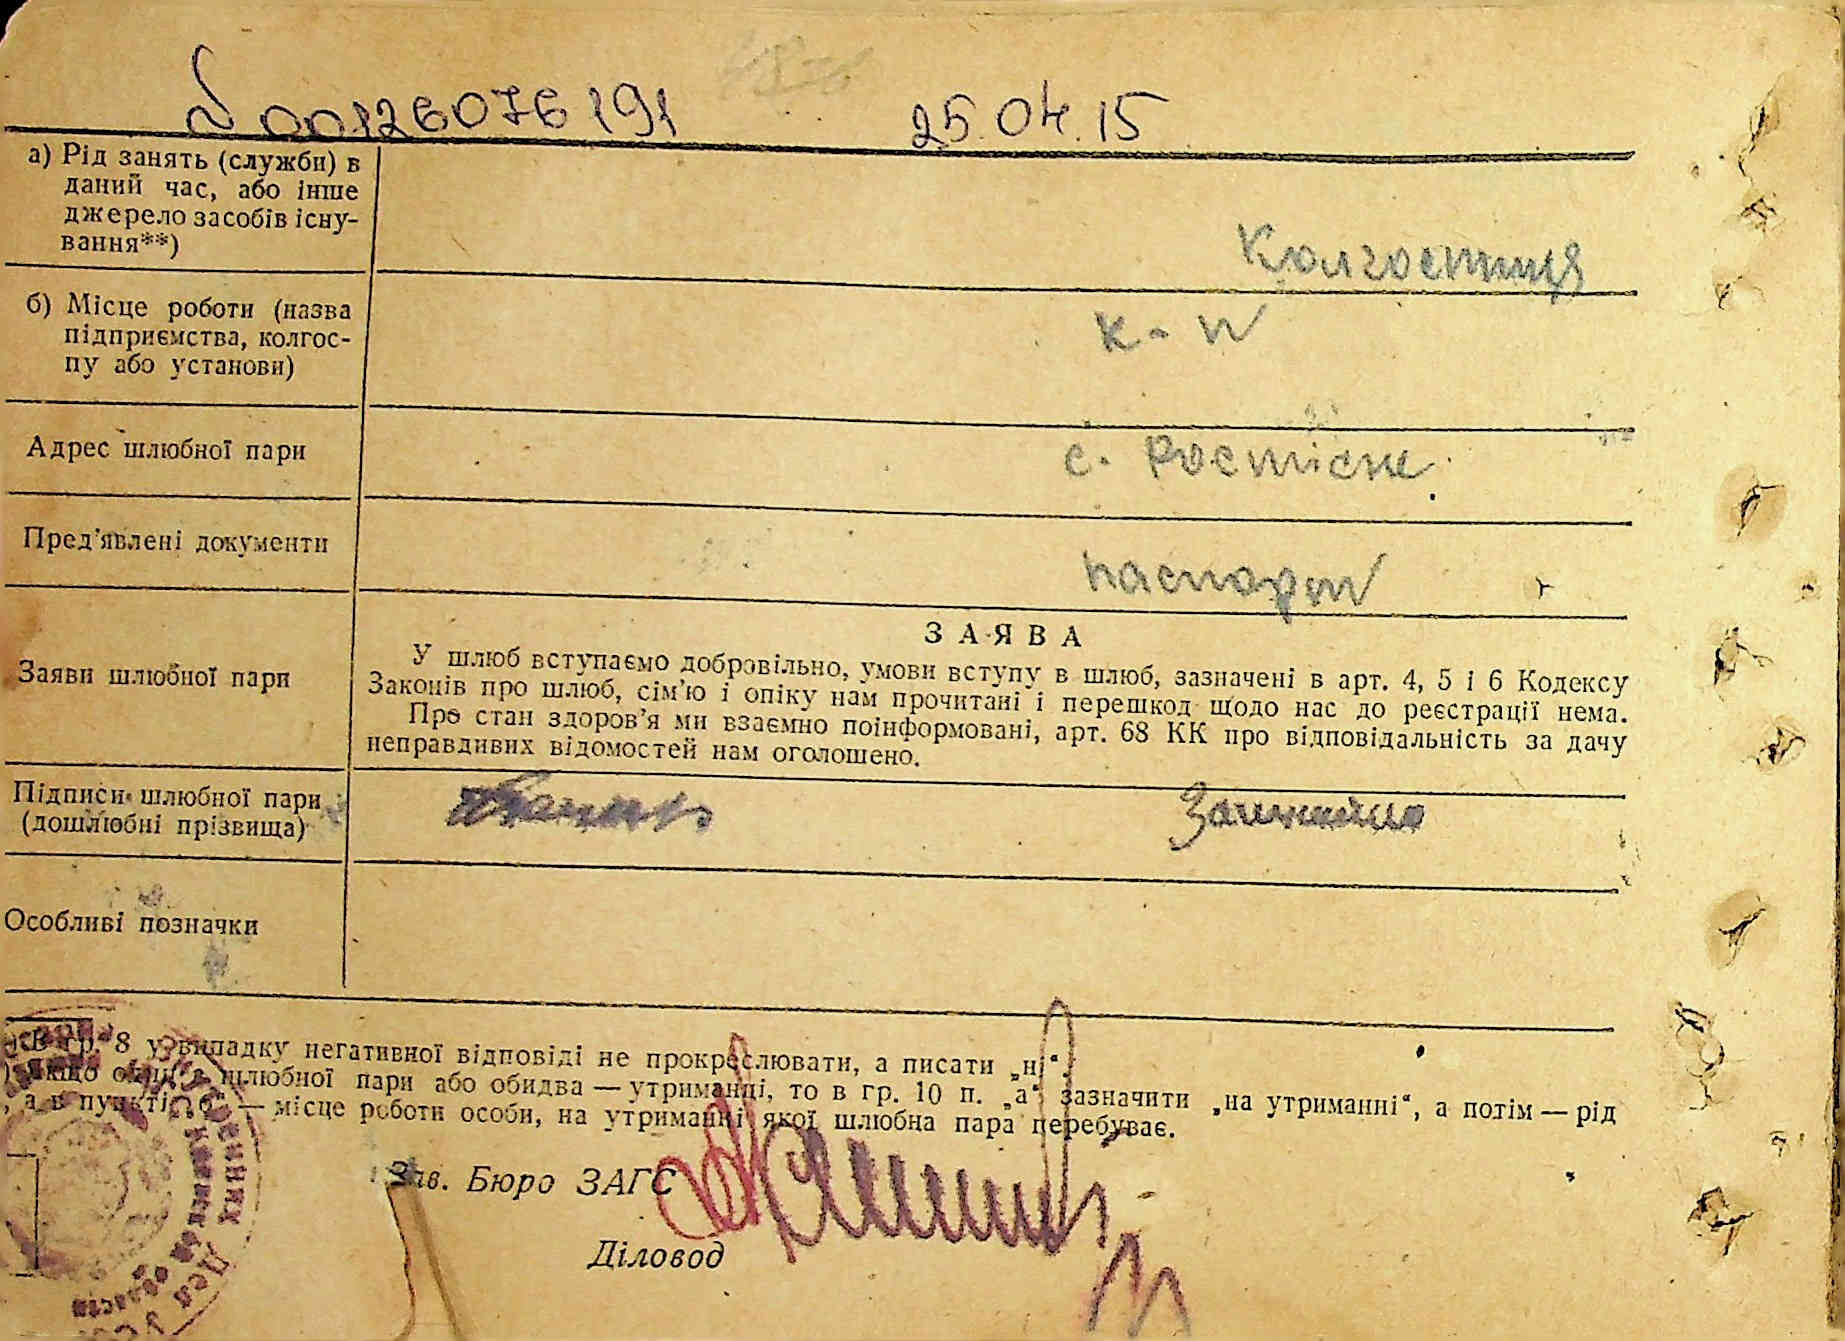 00126076191 25.04.15
а) Рід занять (служби) в
даний час, або інше
джерело засобів існу-
вання**)
Колгоспниця
б) Місце роботи (назва
підприємства, колгос-
пу або установи)
к-п
Адрес шлюбної пари
с.
Пред'явлені документи
паспорт
Заяви шлюбної пари
ЗАЯВА
У шлюб вступаємо добровільно, умови вступу в шлюб, зазначені в арт. 4, 5 і 6 Кодексу
Законів про шлюб, сім'ю і опіку нам прочитані і перешкод щодо нас до реєстрації нема.
Про стан здоров'я ми взаємно поінформовані, арт. 68 КК про відповідальність за дачу
неправдивих відомостей нам оголошено.
Підписи шлюбної пари
(дошлюбні прізвища)
Особливі позначки
В гр. 8 у випадку негативної відповіді не прокреслювати, а писати „ні“.
шлюбної пари або обидва — утриманці, то в гр. 10 п. „а“ зазначити „на утриманні“, а потім — рід
, а в пункті — місце роботи особи, на утриманні якої шлюбна пара перебуває.
Зав. Бюро ЗАГС
Діловод